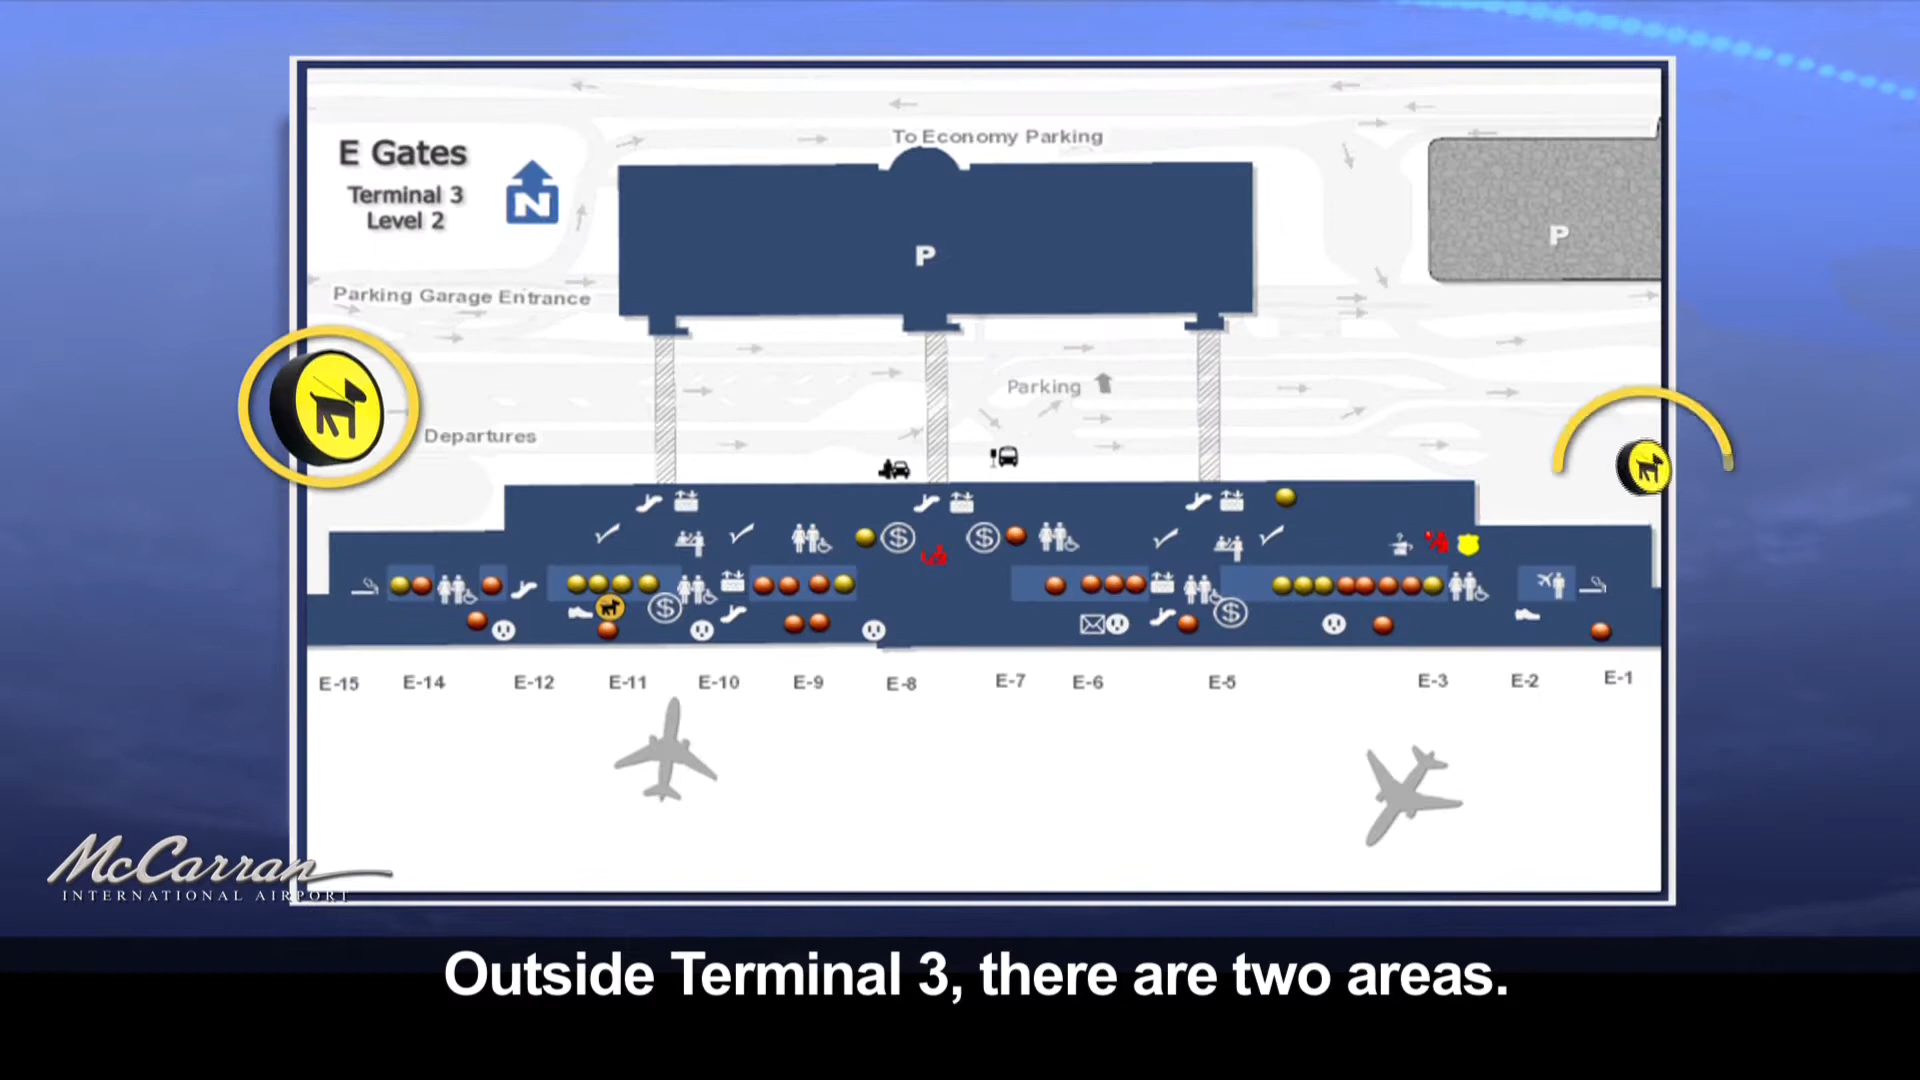 To Economy Parking
E Gates
Terminal 3
Level 2
N
P
P
Parking Garage Entrance
Parking
Departures
$
$
$
$
E-15 E-14 E-12 E-11 E-10 E-9 E-8 E-7 E-6 E-5 E-3 E-2 E-1
McCarran
INTERNATIONAL AIRPORT
Outside Terminal 3, there are two areas.